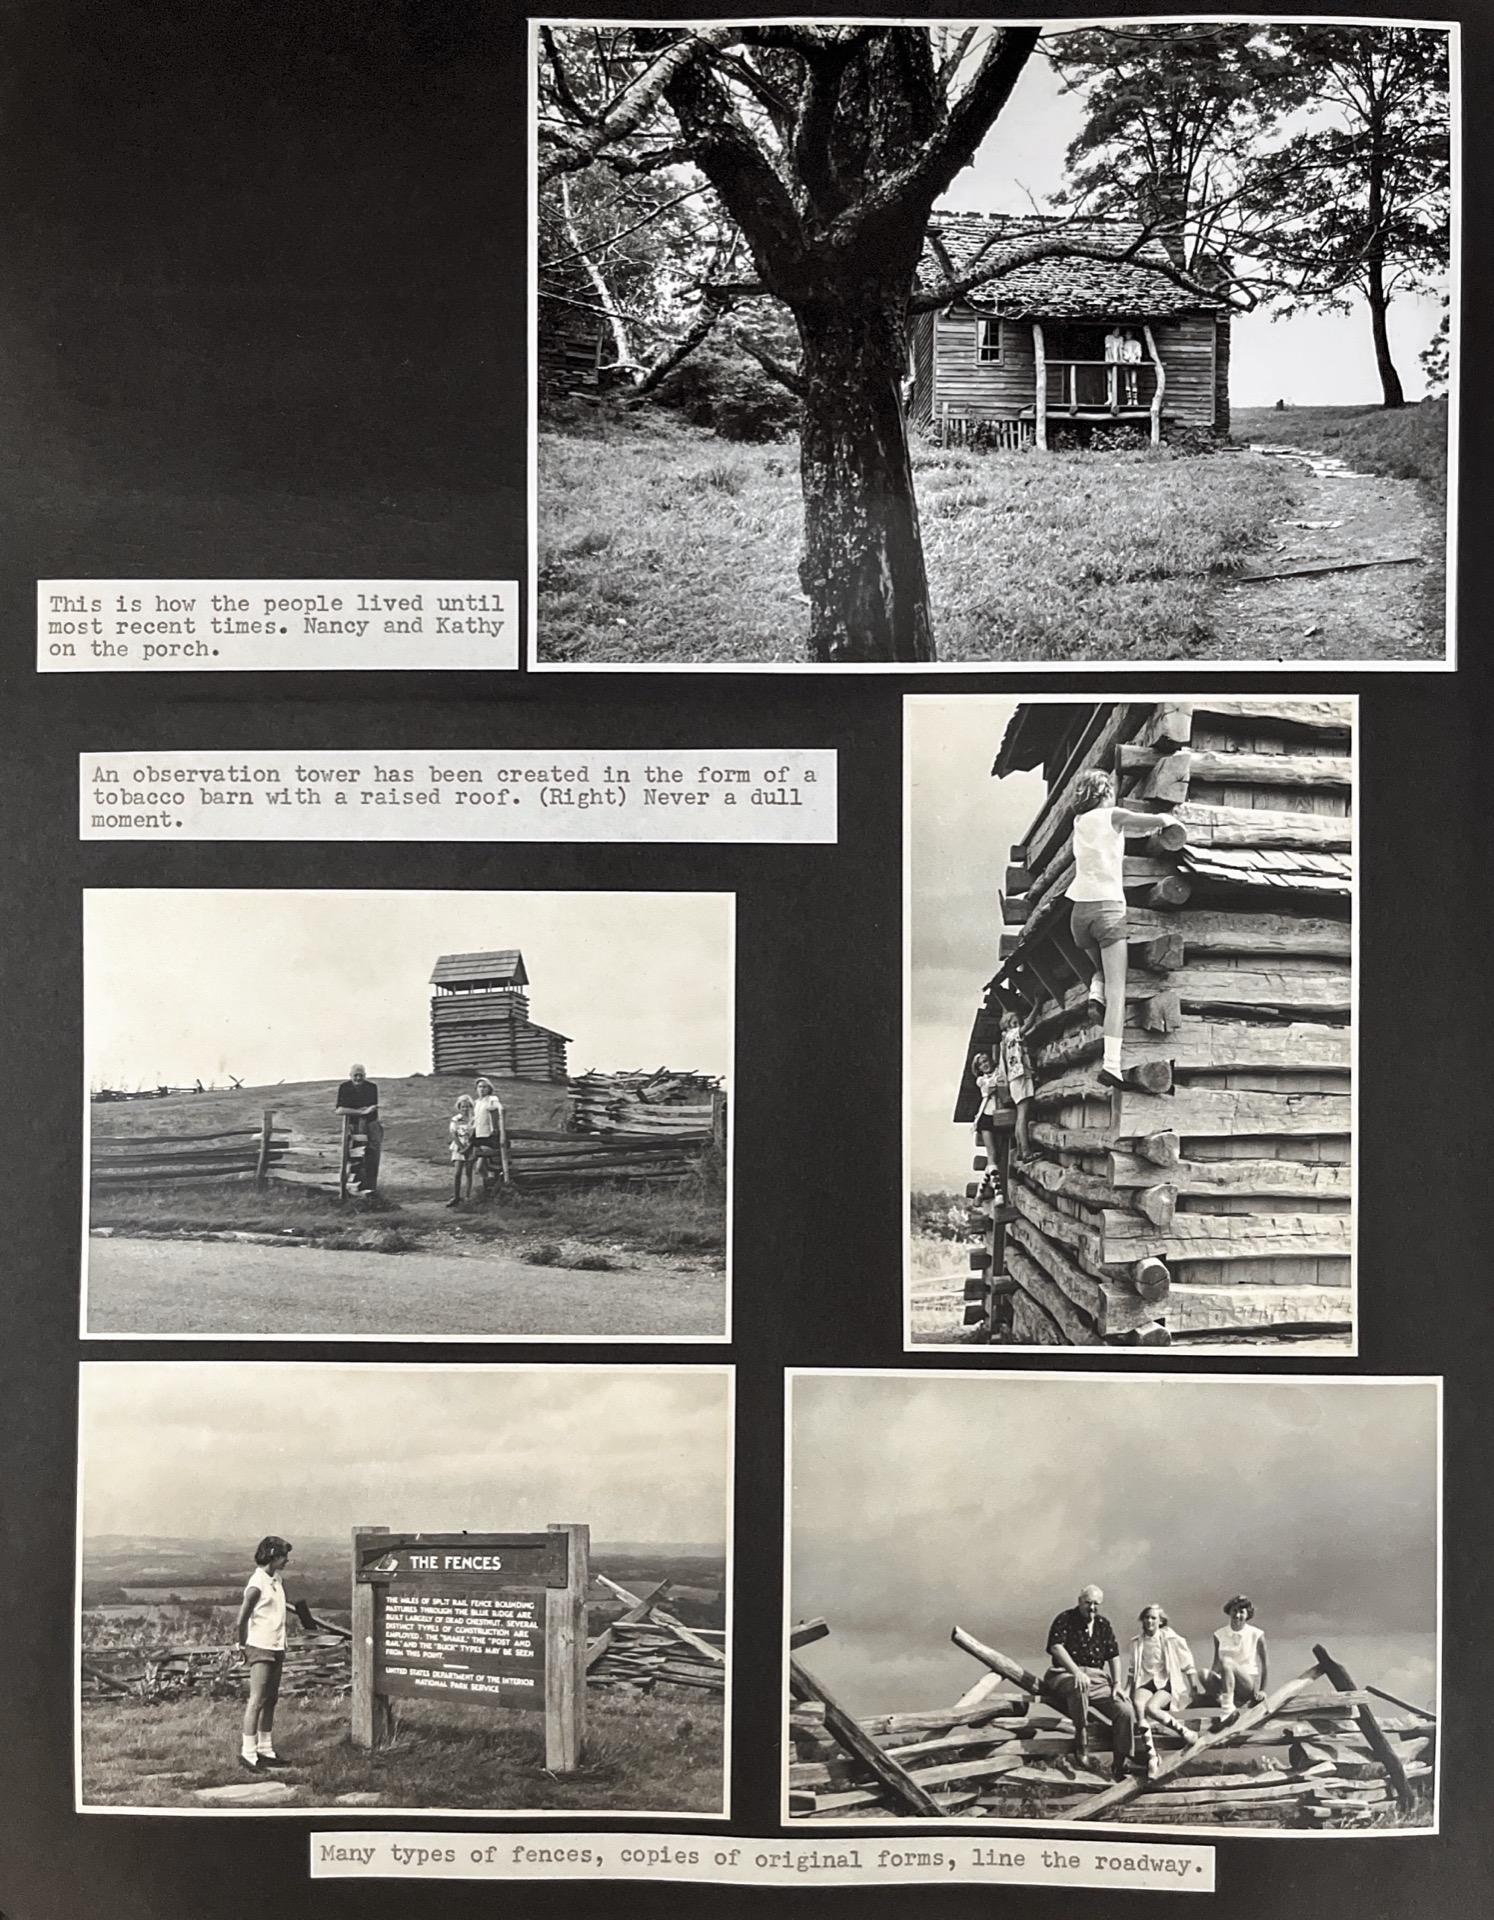 This is how the people lived until
most recent times. Nancy and Kathy
on the porch.
An observation tower has been created in the form of a
tobacco barn with a raised roof. (Right) Never a dull
moment.
THE FENCES
THE MILES OF SPLIT RAIL FENCE BOUNDING
PASTURES THROUGH THE BLUE RIDGE ARE
BUILT LARGELY OF DEAD CHESTNUT. SEVERAL
DISTINCT TYPES OF CONSTRUCTION ARE
EMPLOYED. THE "SNAKE," THE "POST AND
RAIL" AND THE "BUCK" TYPES MAY BE SEEN
FROM THIS POINT.
UNITED STATES DEPARTMENT OF THE INTERIOR
NATIONAL PARK SERVICE
Many types of fences, copies of original forms, line the roadway.